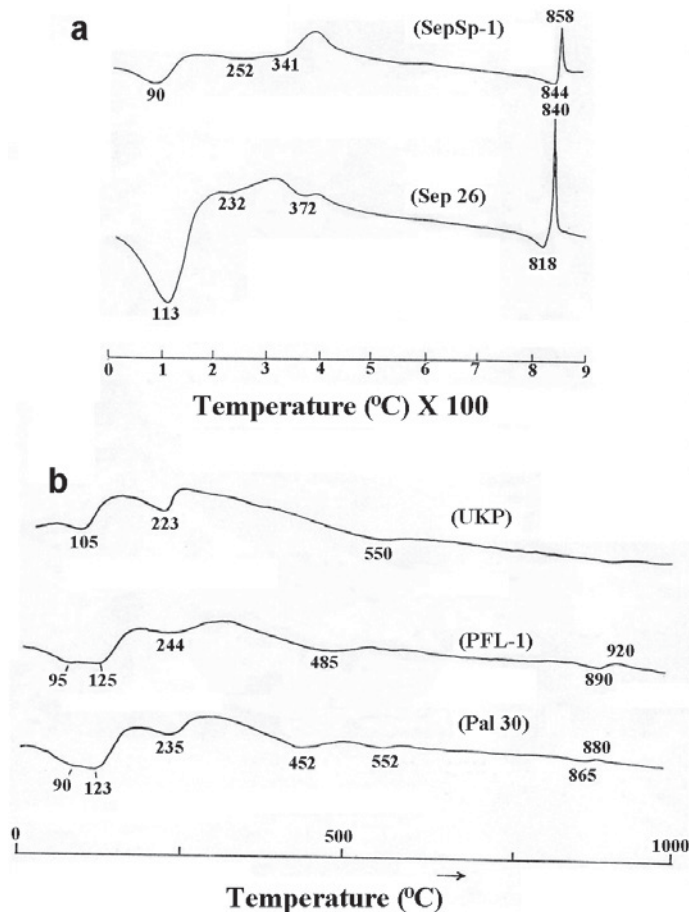 a
(SepSp-1)
858
90
252
341
844
840
(Sep 26)
232
372
818
113
0 1 2 3 4 5 6 7 8 9
Temperature (ºC) X 100
b
(UKP)
105
223
550
(PFL-1)
244
920
95
125
485
890
(Pal 30)
235
880
90
123
452
552
865
0 500 1000
→
Temperature (ºC)